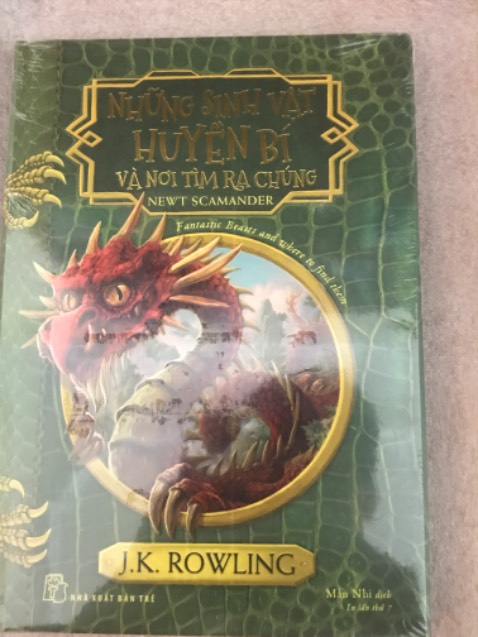 NHỮNG SINH VẬT
HUYỀN BÍ
VÀ NƠI TÌM RA CHÚNG
NEWT SCAMANDER
Fantastic Beasts and where to find them
J.K. ROWLING
NHÀ XUẤT BẢN TRẺ
Mẫn Nhi dịch
In lần thứ 7